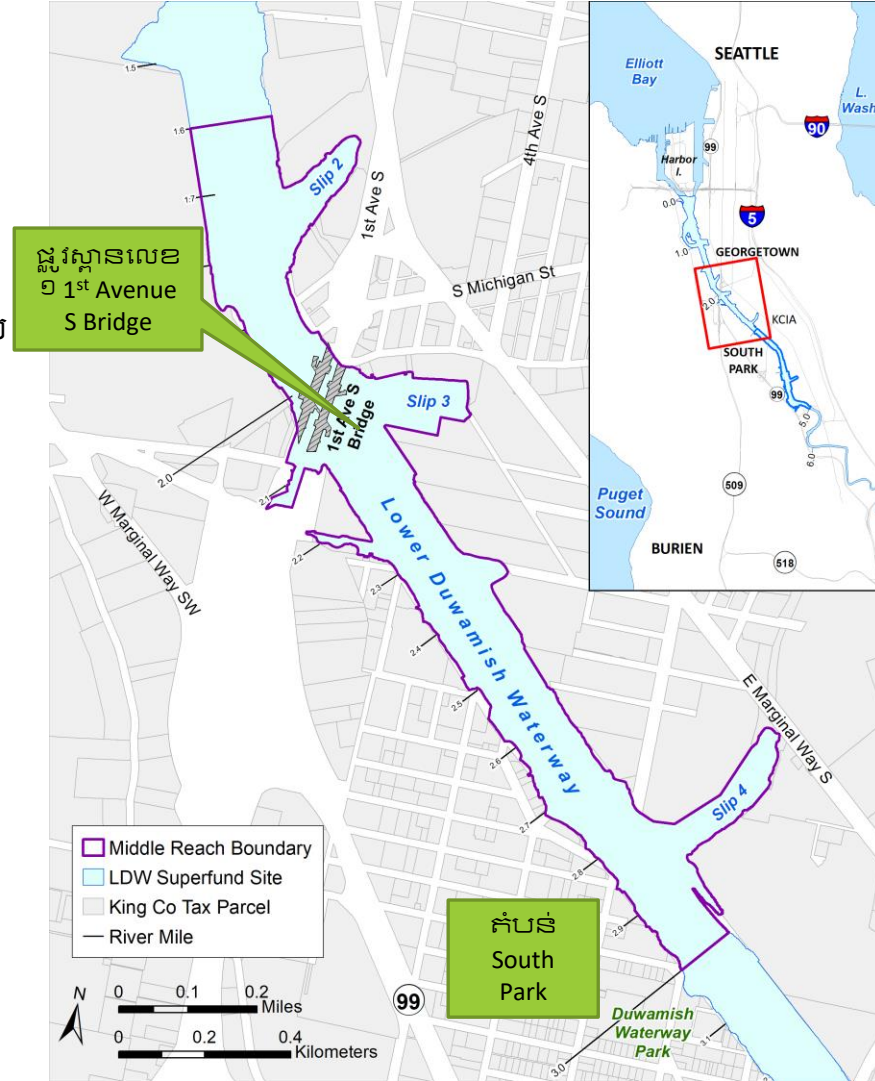 1.5
1.6
1.7
Slip 2
1st Ave S
4th Ave S
S Michigan St
ផ្លូវស្ពានលេខ
១ 1st Avenue
S Bridge
Slip 3
1st Ave S
Bridge
2.0
2.1
2.2
2.3
2.4
2.5
2.6
2.7
2.8
2.9
3.0
3.1
W Marginal Way SW
Lower Duwamish Waterway
E Marginal Way S
Slip 4
តំបន់
South
Park
Duwamish
Waterway
Park
99
Middle Reach Boundary
LDW Superfund Site
King Co Tax Parcel
River Mile
N
0 0.1 0.2
Miles
0 0.2 0.4
Kilometers
SEATTLE
Elliott
Bay
L.
Wash
90
99
Harbor
I.
0.0
5
1.0
GEORGETOWN
2.0
KCIA
SOUTH
PARK
99
5.0
6.0
509
Puget
Sound
BURIEN
518